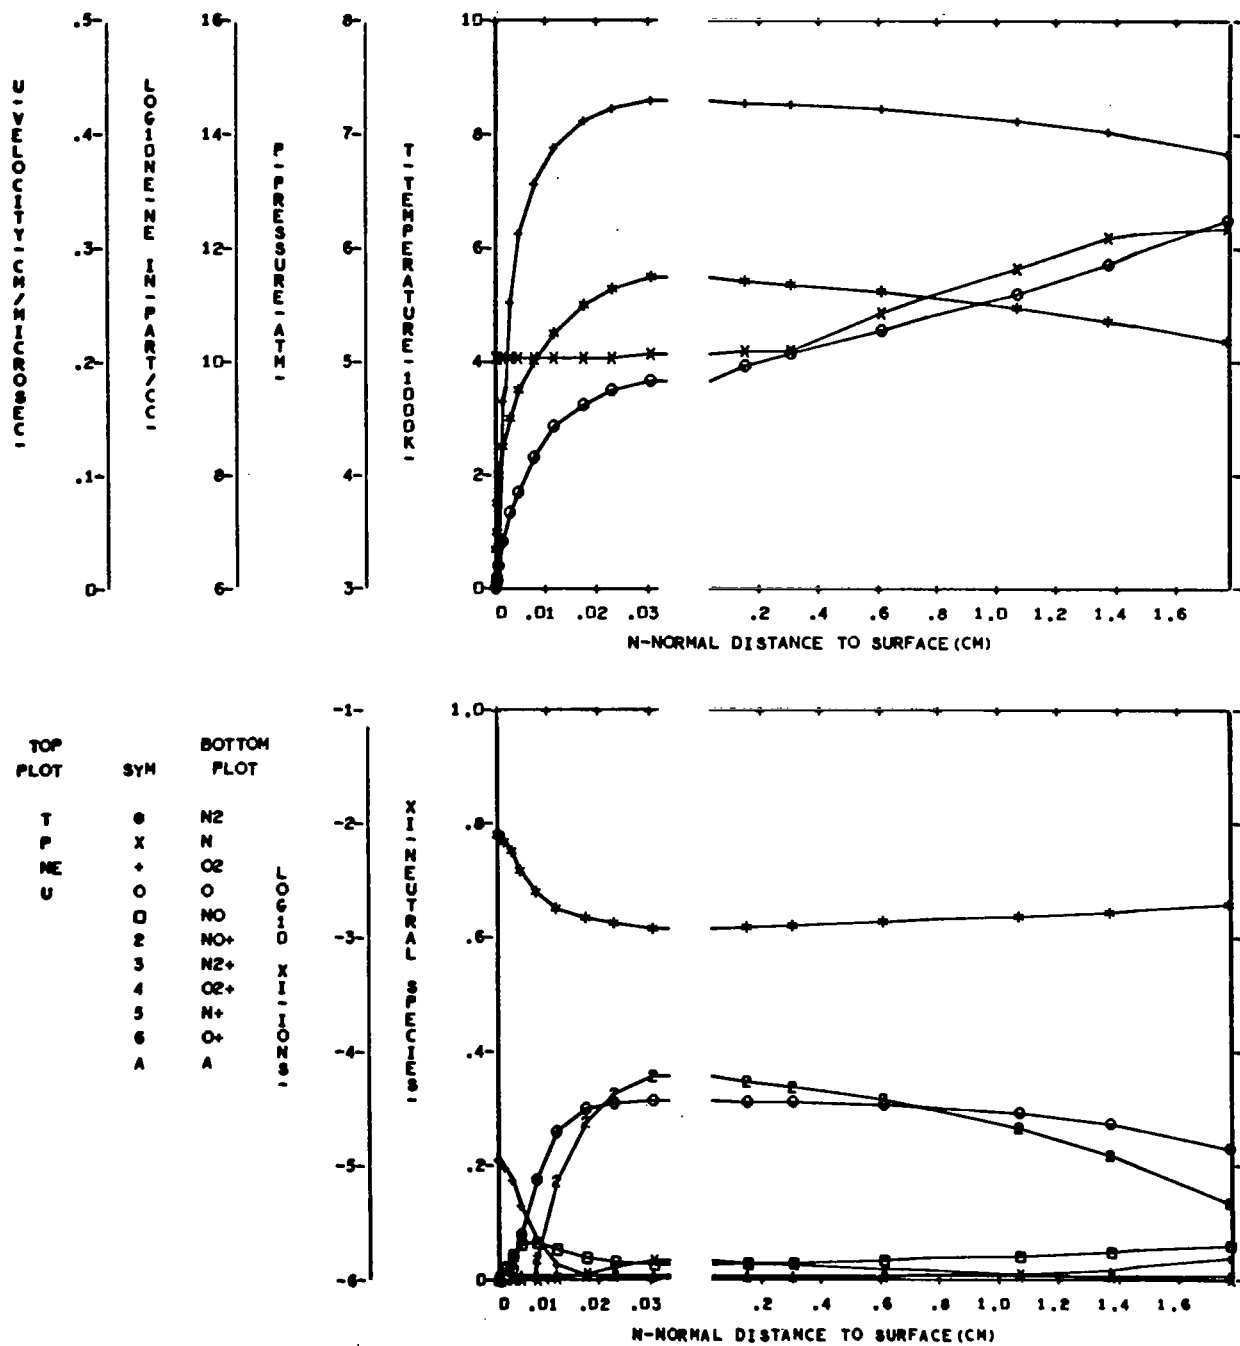 .5-
16-
8-
10
U-VELOCITY-CM/MICROSEC-
LOG10NE-NE IN-PART/CC-
P-PRESSURE-ATM-
T-TEMPERATURE-1000K-
.4-
14-
7-
8
.3-
12-
6-
6
.2-
10-
5-
4
.1-
8-
4-
2
0-
6-
3-
0
0 .01 .02 .03 .2 .4 .6 .8 1.0 1.2 1.4 1.6
N-NORMAL DISTANCE TO SURFACE(CM)
-1-
1.0
TOP BOTTOM
PLOT SYM PLOT
T N2
P X N
NE + O2
U O O
□ NO
2 NO+
3 N2+
4 O2+
5 N+
6 O+
A A
LOG10 XI-IONS-
XI-NEUTRAL SPECIES-
-2-
.8
-3-
.6
-4-
.4
-5-
.2
-6-
0
0 .01 .02 .03 .2 .4 .6 .8 1.0 1.2 1.4 1.6
N-NORMAL DISTANCE TO SURFACE(CM)